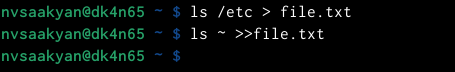 nvsaakyan@dk4n65 ~ $ ls /etc > file.txt
nvsaakyan@dk4n65 ~ $ ls ~ >>file.txt
nvsaakyan@dk4n65 ~ $